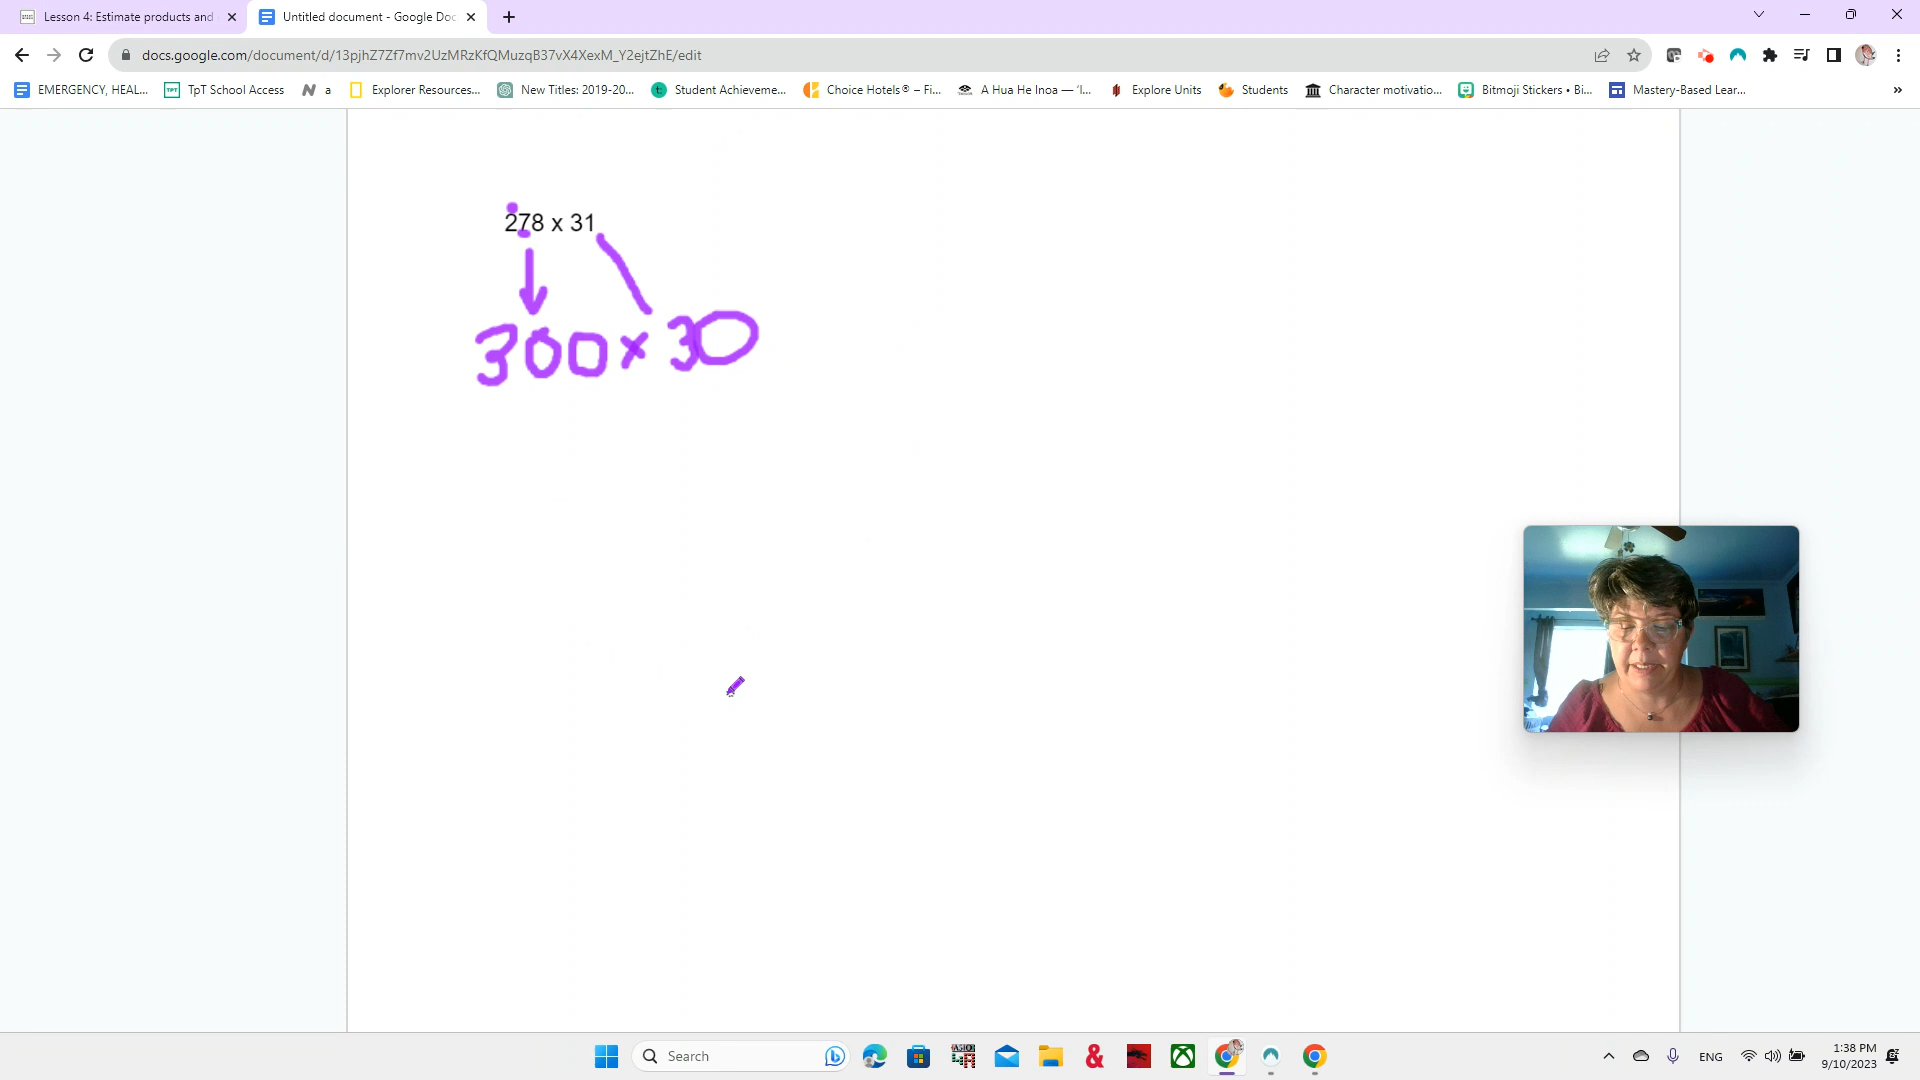 Lesson 4: Estimate products and
Untitled document - Google Doc
docs.google.com/document/d/13pjhZ7Zf7mv2UzMRzKfQMuzqB37vX4XexM_Y2ejtZhE/edit
EMERGENCY, HEAL... TpT School Access a Explorer Resources... New Titles: 2019-20... Student Achieveme... Choice Hotels® – Fi... A Hua He Inoa — 'I... Explore Units Students Character motivatio... Bitmoji Stickers • Bi... Mastery-Based Lear... »
278 x 31
300 x 30
Search
ENG
1:38 PM
9/10/2023